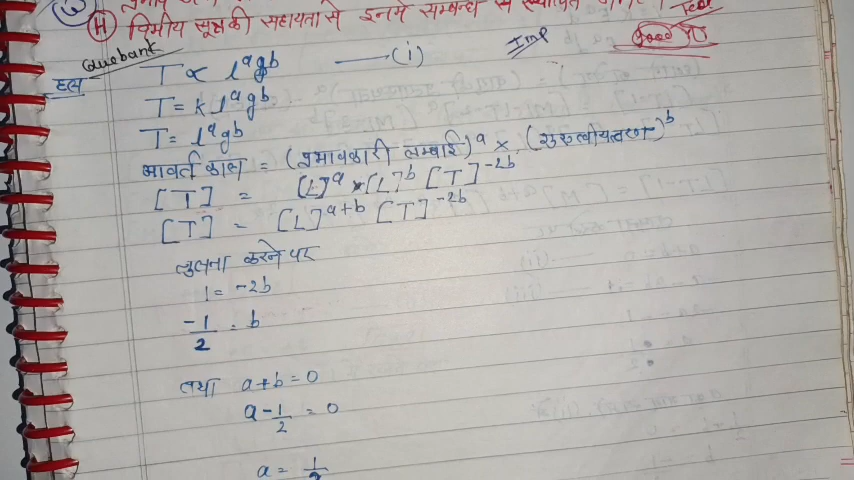 (H) विमीय सूत्र की सहायता से इनमे सम्बन्ध
Quebank Imp Good
हल T ∝ l^a g^b —— (i)
T = k l^a g^b
T = l^a g^b
आवर्त काल = (प्रभावकारी लम्बाई)^a × (गुरुत्वीयत्वरण)^b
[T] = [L]^a × [L]^b [T]^-2b
[T] = [L]^a+b [T]^-2b
तुलना करने पर
1 = -2b
-1/2 = b
तथा a+b = 0
a - 1/2 = 0
a = 1/2